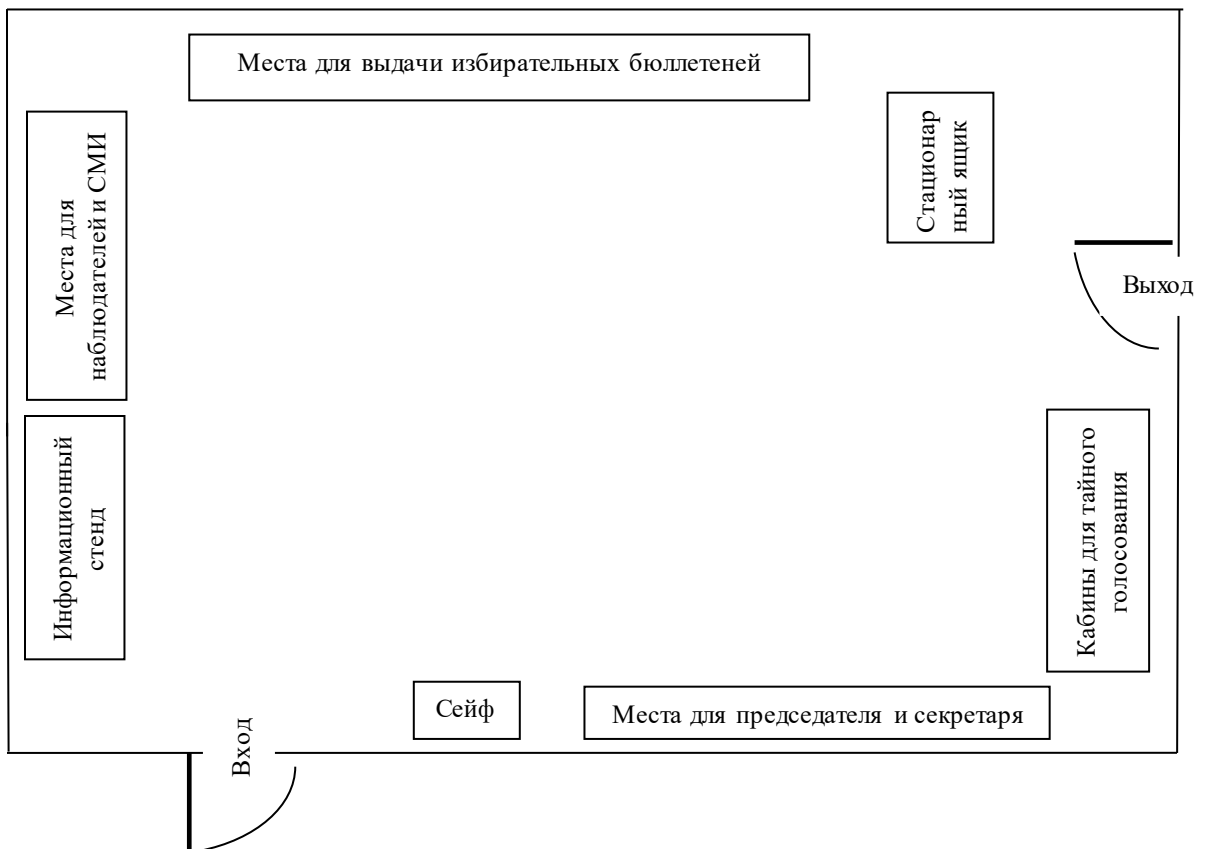 Места для выдачи избирательных бюллетеней
Места для
наблюдателей и СМИ
Стационар
ный ящик
Выход
Информационный
стенд
Кабины для тайного
голосования
Сейф
Места для председателя и секретаря
Вход